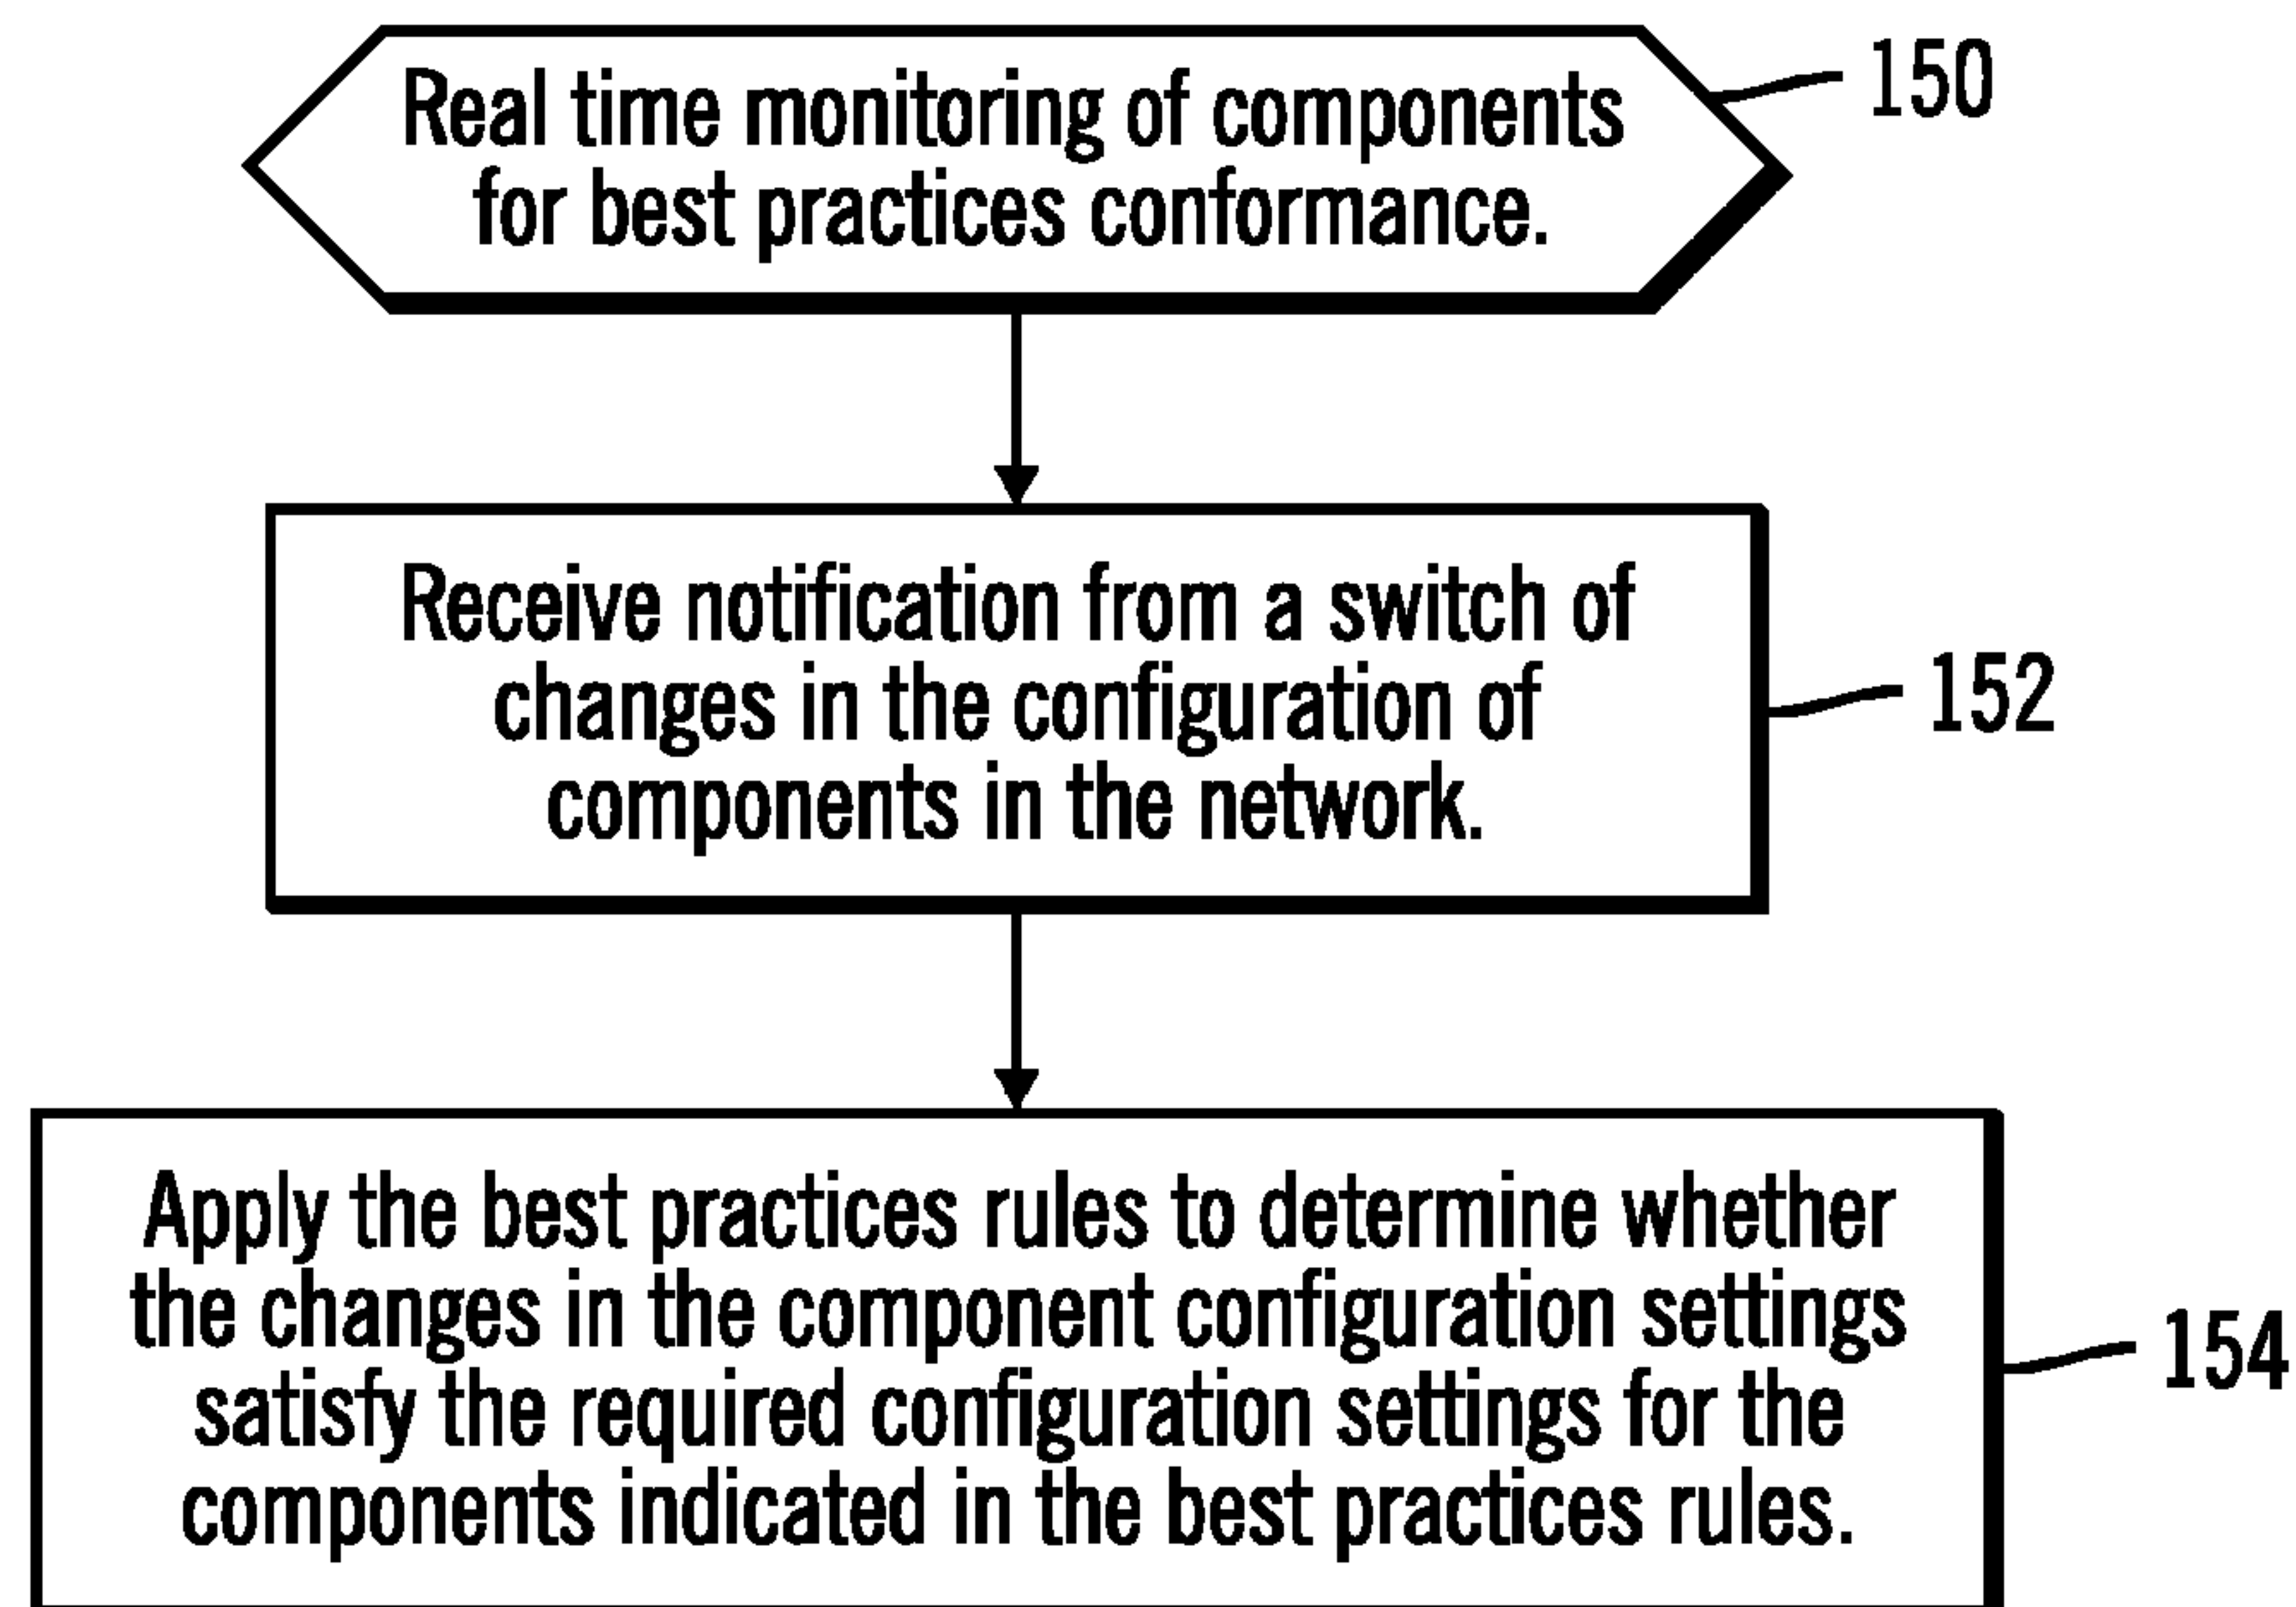 Real time monitoring of components
for best practices conformance.
150
Receive notification from a switch of
changes in the configuration of
components in the network.
152
Apply the best practices rules to determine whether
the changes in the component configuration settings
satisfy the required configuration settings for the
components indicated in the best practices rules.
154